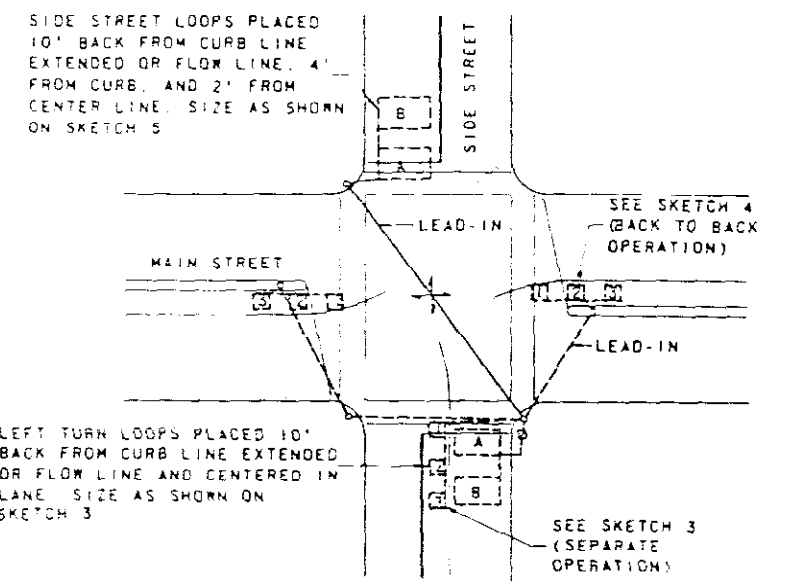 SIDE STREET LOOPS PLACED
10' BACK FROM CURB LINE
EXTENDED OR FLOW LINE, 4'
FROM CURB, AND 2' FROM
CENTER LINE. SIZE AS SHOWN
ON SKETCH 5
SIDE STREET
B
A
SEE SKETCH 4
(BACK TO BACK
OPERATION)
LEAD-IN
MAIN STREET
3 2
1 2 3
LEAD-IN
LEFT TURN LOOPS PLACED 10'
BACK FROM CURB LINE EXTENDED
OR FLOW LINE AND CENTERED IN
LANE SIZE AS SHOWN ON
SKETCH 3
A
B
SEE SKETCH 3
(SEPARATE
OPERATION)